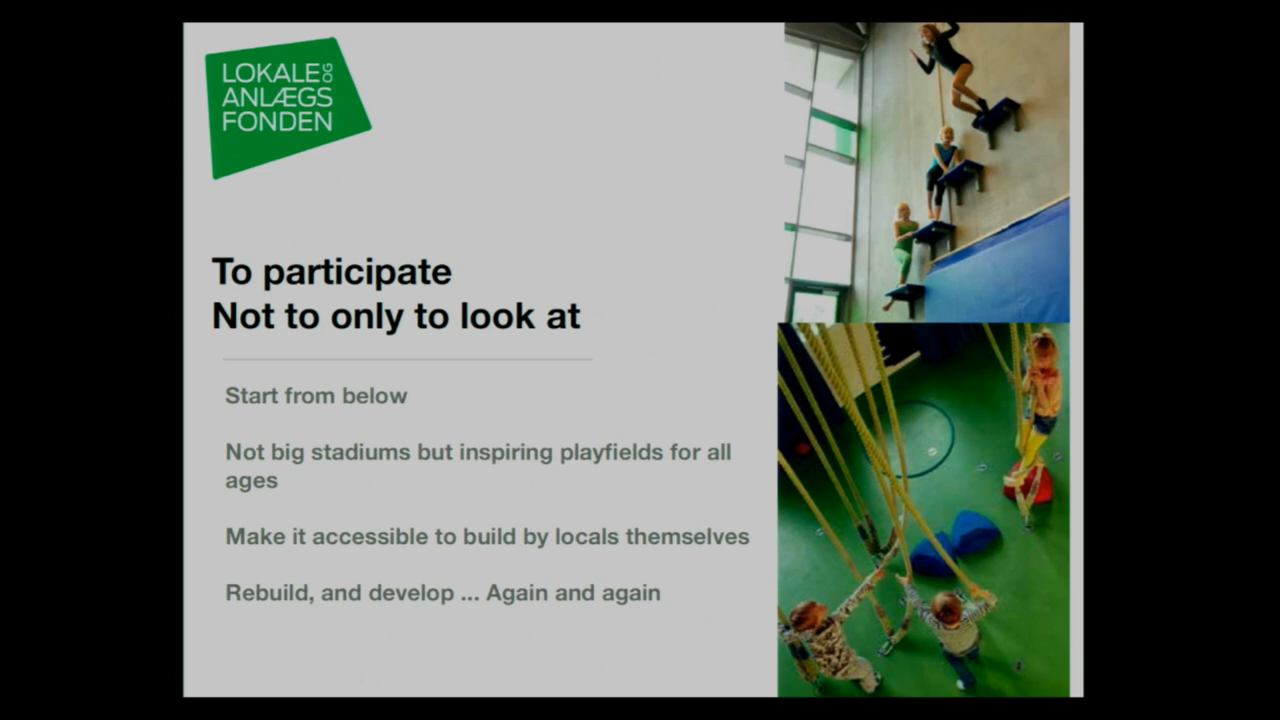 LOKALE OG
ANLÆGS
FONDEN
To participate
Not to only to look at
Start from below
Not big stadiums but inspiring playfields for all
ages
Make it accessible to build by locals themselves
Rebuild, and develop ... Again and again